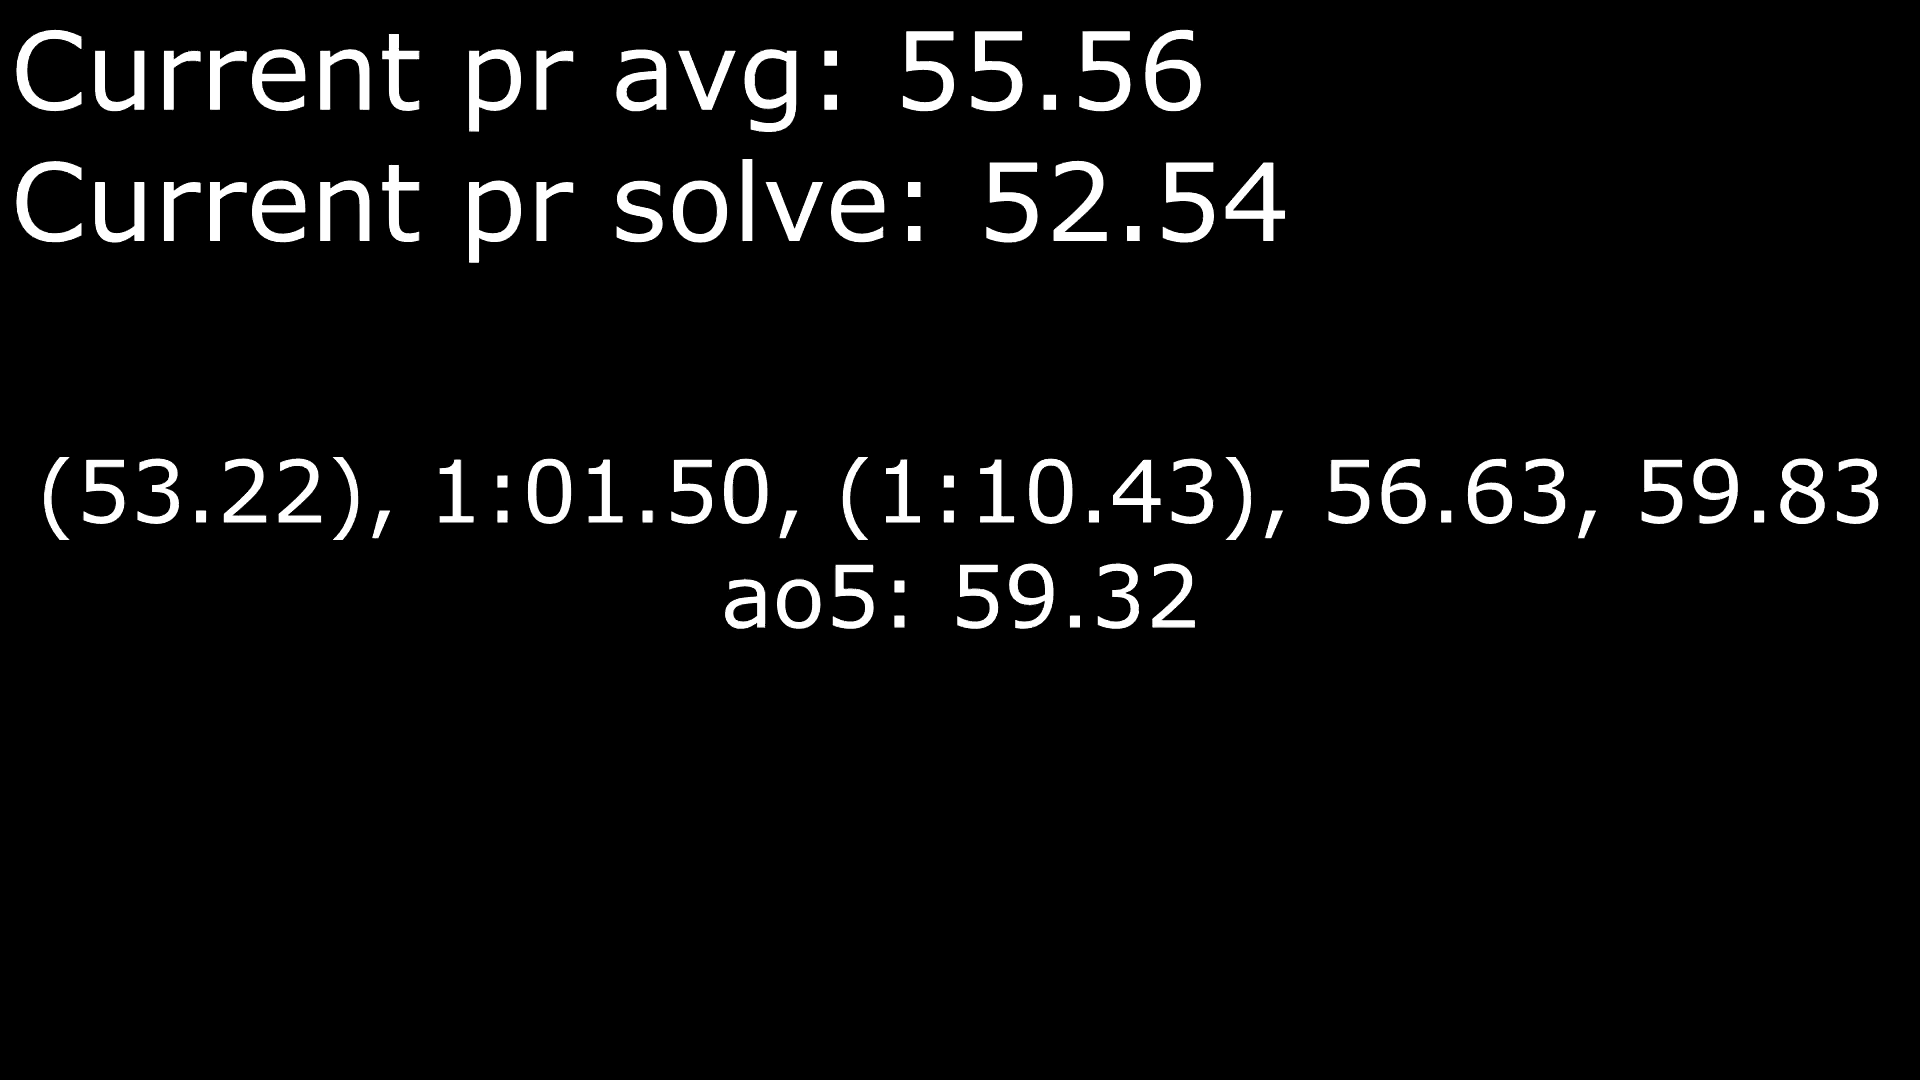 Current pr avg: 55.56
Current pr solve: 52.54
(53.22), 1:01.50, (1:10.43), 56.63, 59.83
ao5: 59.32